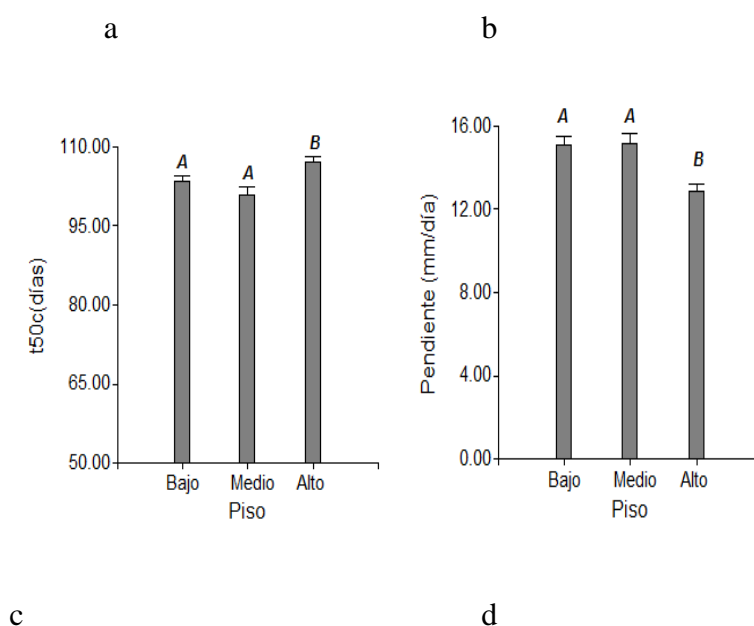 a
b
t50c(días)
110.00
95.00
80.00
65.00
50.00
A
A
B
Bajo
Medio
Alto
Piso
Pendiente (mm/día)
16.00
12.00
8.00
4.00
0.00
A
A
B
Bajo
Medio
Alto
Piso
c
d